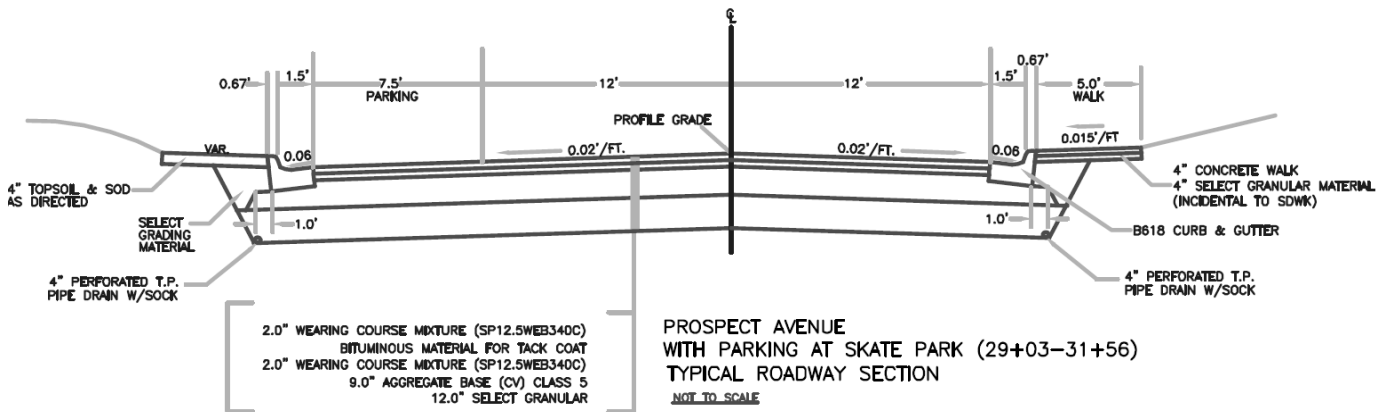 ℄
0.67'
1.5'
7.5'
PARKING
12'
12'
1.5'
0.67'
5.0'
WALK
PROFILE GRADE
VAR.
0.06
0.02'/FT.
0.02'/FT.
0.06
0.015'/FT
4" TOPSOIL & SOD
AS DIRECTED
4" CONCRETE WALK
4" SELECT GRANULAR MATERIAL
(INCIDENTAL TO SDWK)
SELECT
GRADING
MATERIAL
1.0'
1.0'
B618 CURB & GUTTER
4" PERFORATED T.P.
PIPE DRAIN W/SOCK
4" PERFORATED T.P.
PIPE DRAIN W/SOCK
2.0" WEARING COURSE MIXTURE (SP12.5WEB340C)
BITUMINOUS MATERIAL FOR TACK COAT
2.0" WEARING COURSE MIXTURE (SP12.5WEB340C)
9.0" AGGREGATE BASE (CV) CLASS 5
12.0" SELECT GRANULAR
PROSPECT AVENUE
WITH PARKING AT SKATE PARK (29+03-31+56)
TYPICAL ROADWAY SECTION
NOT TO SCALE